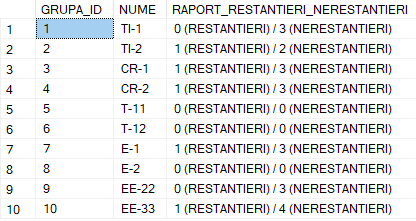 GRUPA_ID NUME RAPORT_RESTANTIERI_NERESTANTIERI
1 1 TI-1 0 (RESTANTIERI) / 3 (NERESTANTIERI)
2 2 TI-2 1 (RESTANTIERI) / 2 (NERESTANTIERI)
3 3 CR-1 1 (RESTANTIERI) / 3 (NERESTANTIERI)
4 4 CR-2 1 (RESTANTIERI) / 3 (NERESTANTIERI)
5 5 T-11 0 (RESTANTIERI) / 0 (NERESTANTIERI)
6 6 T-12 0 (RESTANTIERI) / 0 (NERESTANTIERI)
7 7 E-1 1 (RESTANTIERI) / 3 (NERESTANTIERI)
8 8 E-2 0 (RESTANTIERI) / 0 (NERESTANTIERI)
9 9 EE-22 0 (RESTANTIERI) / 3 (NERESTANTIERI)
10 10 EE-33 1 (RESTANTIERI) / 4 (NERESTANTIERI)